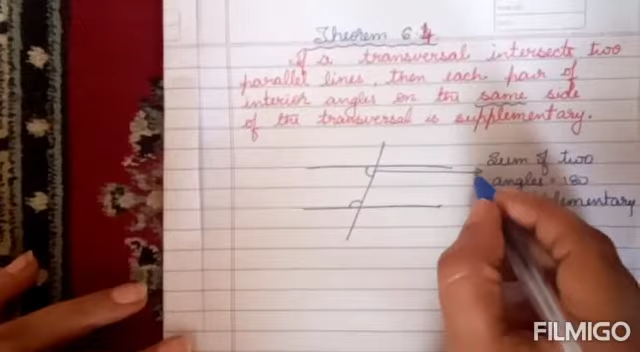 Theorem 6.4
If a transversal intersects two
parallel lines, then each pair of
interior angles on the same side
of the transversal is supplementary.
Sum of two
angles = 180
FILMIGO